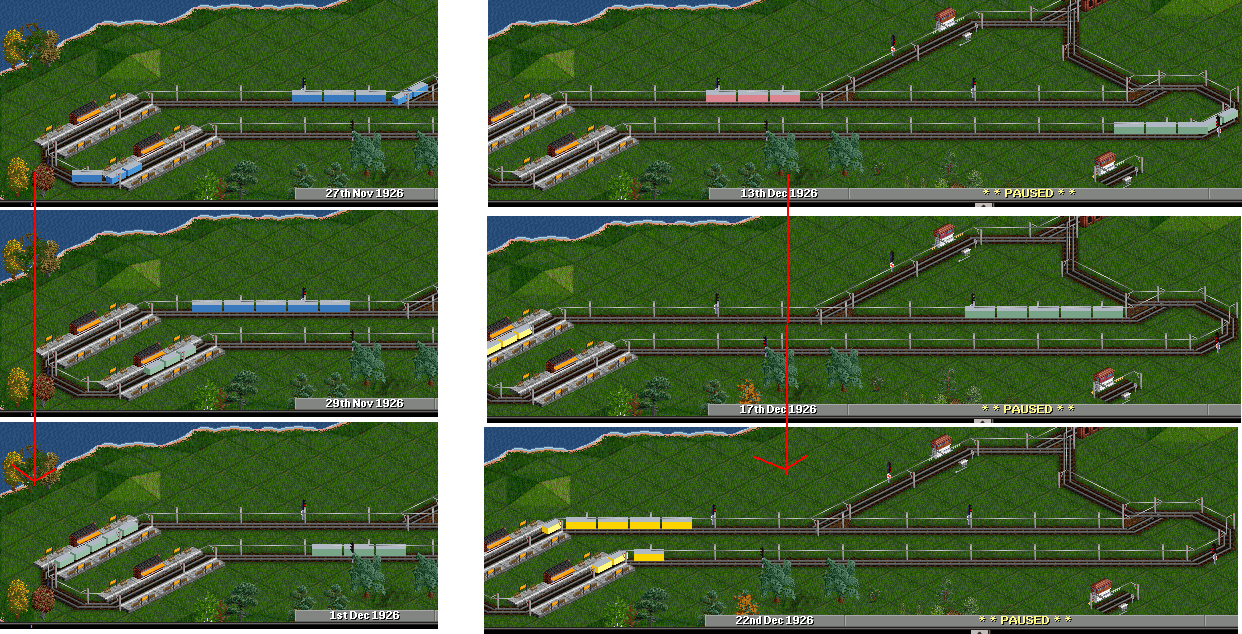 27th Nov 1926
13th Dec 1926
* * PAUSED * *
29th Nov 1926
17th Dec 1926
* * PAUSED * *
1st Dec 1926
22nd Dec 1926
* * PAUSED * *